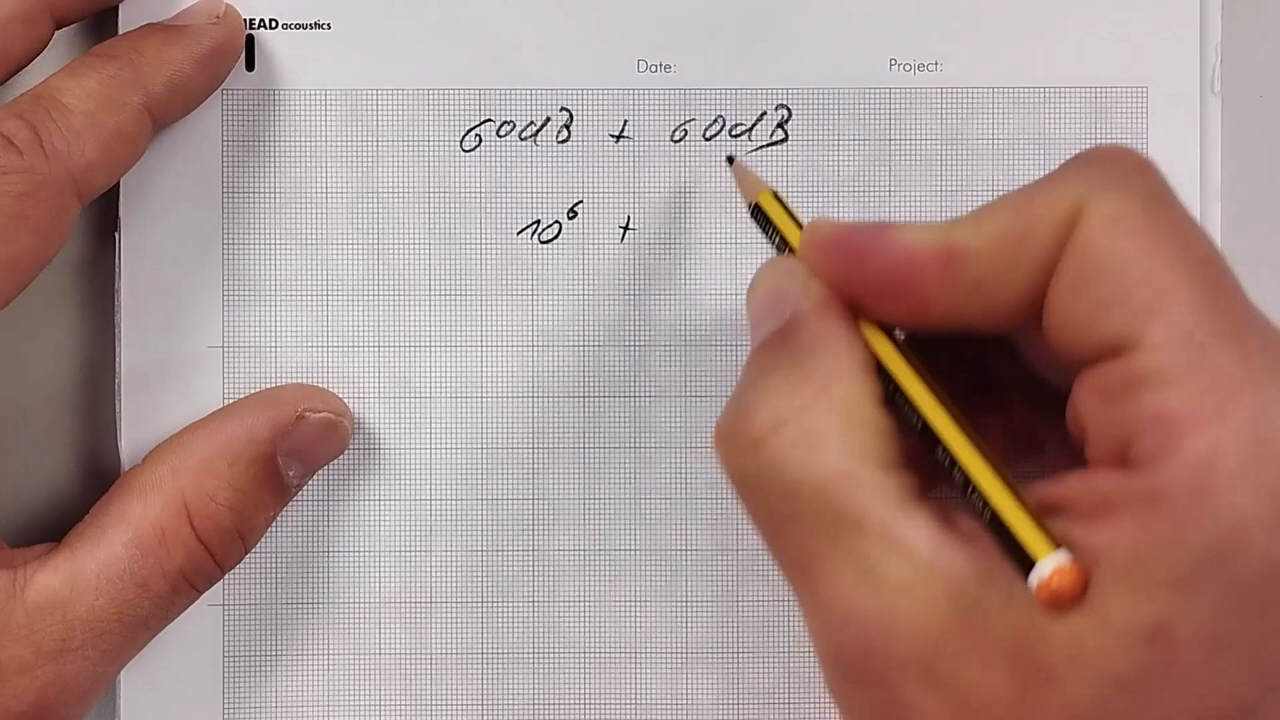 HEAD acoustics
Date: Project:
60dB + 60dB
10⁶ +